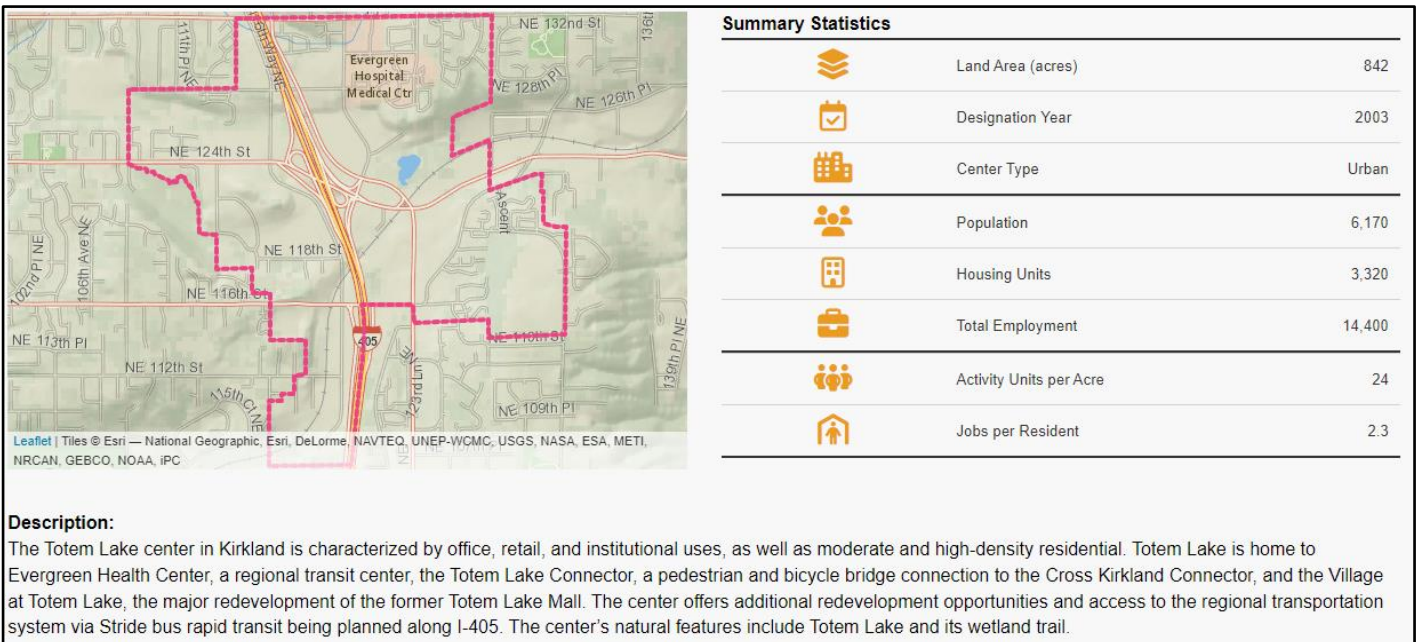 NE 132nd St
136th
116th Way NE
111th Pl NE
Evergreen
Hospital
Medical Ctr
NE 128th Pl
NE 126th Pl
NE 124th St
Ascent
NE 118th St
106th Ave NE
102nd Pl NE
NE 116th St
NE 113th Pl
405
NE 112th St
123rd Ln NE
139th Pl NE
115th Ct NE
NE 109th Pl
Leaflet | Tiles © Esri — National Geographic, Esri, DeLorme, NAVTEQ, UNEP-WCMC, USGS, NASA, ESA, METI,
NRCAN, GEBCO, NOAA, iPC
Summary Statistics
Land Area (acres) 842
Designation Year 2003
Center Type Urban
Population 6,170
Housing Units 3,320
Total Employment 14,400
Activity Units per Acre 24
Jobs per Resident 2.3
Description:
The Totem Lake center in Kirkland is characterized by office, retail, and institutional uses, as well as moderate and high-density residential. Totem Lake is home to
Evergreen Health Center, a regional transit center, the Totem Lake Connector, a pedestrian and bicycle bridge connection to the Cross Kirkland Connector, and the Village
at Totem Lake, the major redevelopment of the former Totem Lake Mall. The center offers additional redevelopment opportunities and access to the regional transportation
system via Stride bus rapid transit being planned along I-405. The center's natural features include Totem Lake and its wetland trail.